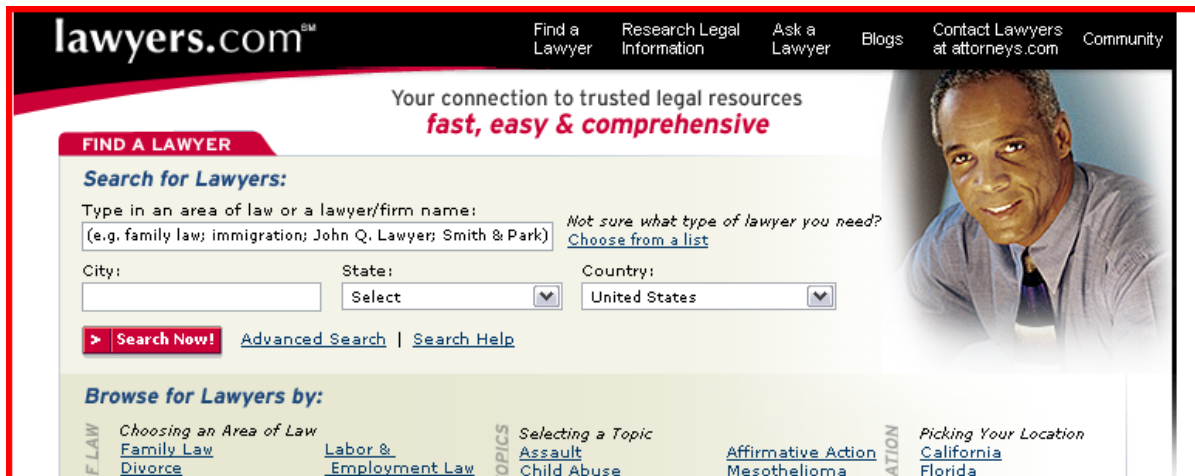 lawyers.com℠
Find a Lawyer
Research Legal Information
Ask a Lawyer
Blogs
Contact Lawyers at attorneys.com
Community
Your connection to trusted legal resources
fast, easy & comprehensive
FIND A LAWYER
Search for Lawyers:
Type in an area of law or a lawyer/firm name:
(e.g. family law; immigration; John Q. Lawyer; Smith & Park)
Not sure what type of lawyer you need?
Choose from a list
City:
State:
Country:
Select
United States
> Search Now!
Advanced Search | Search Help
Browse for Lawyers by:
F LAW
Choosing an Area of Law
Family Law
Divorce
Labor &
Employment Law
OPICS
Selecting a Topic
Assault
Child Abuse
Affirmative Action
Mesothelioma
ATION
Picking Your Location
California
Florida